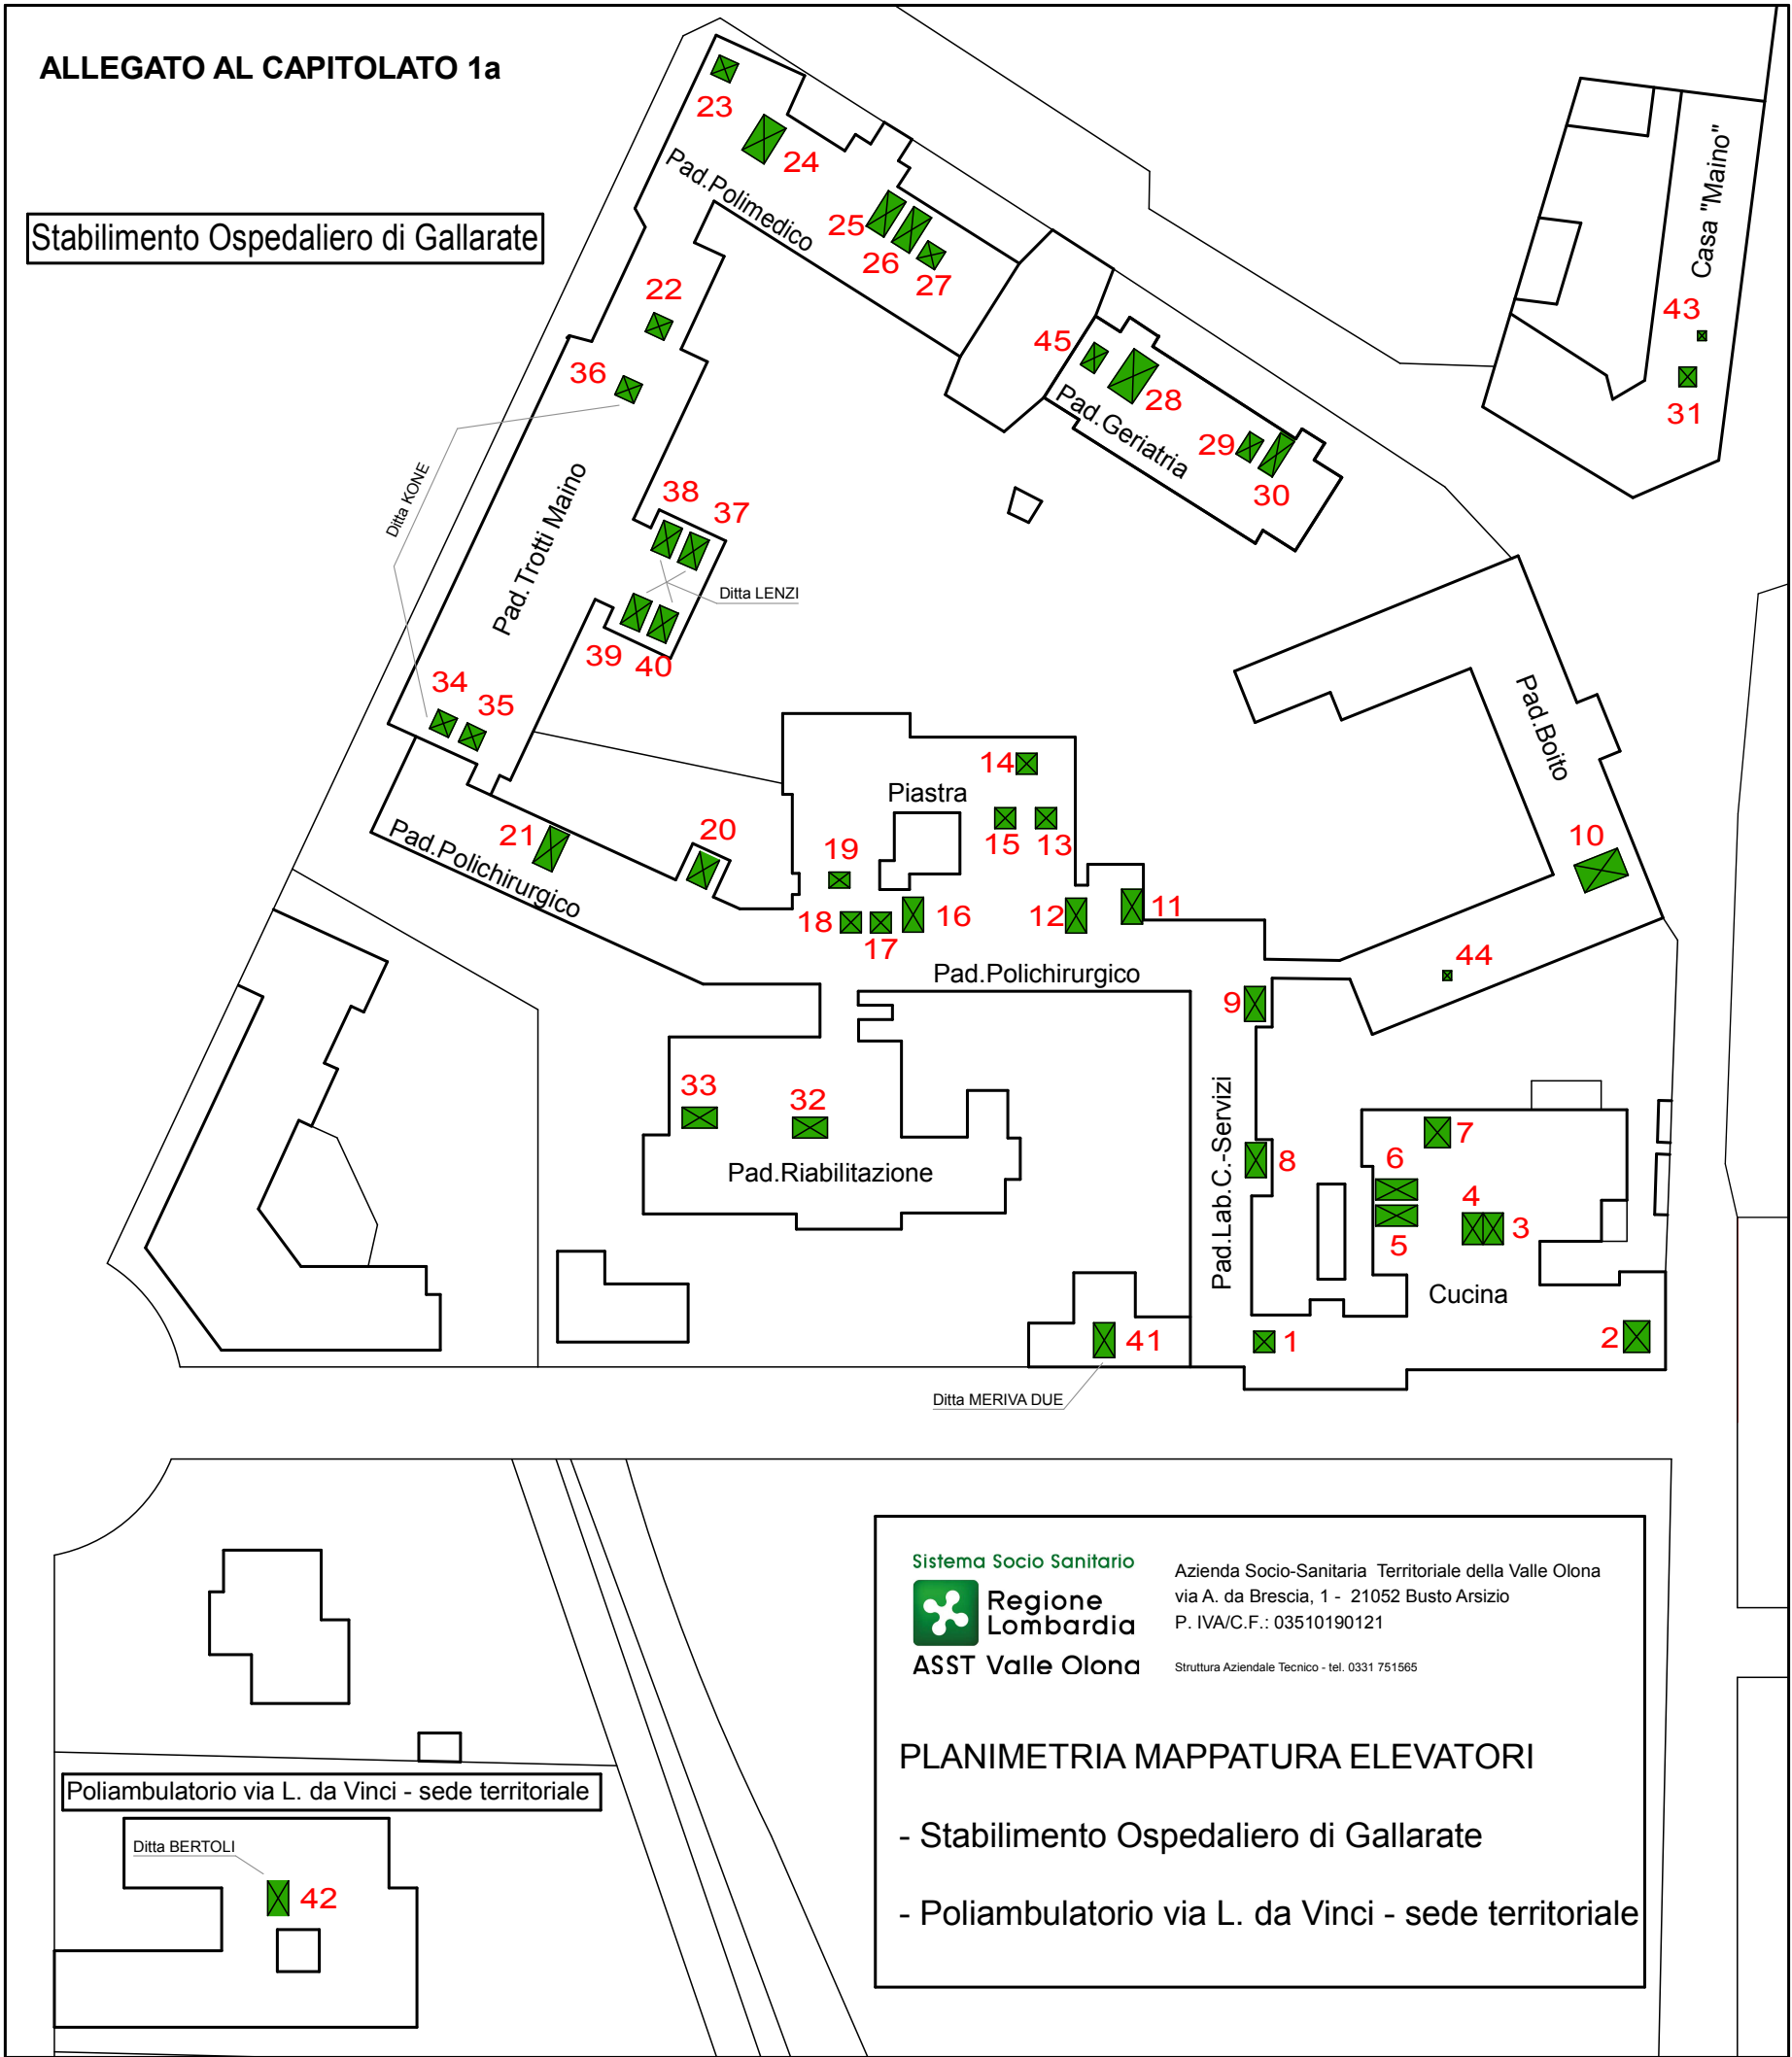 ALLEGATO AL CAPITOLATO 1a
Stabilimento Ospedaliero di Gallarate
23
24
Pad.Polimedico
25
26
27
22
36
45
28
Pad.Geriatria
29
30
Casa "Maino"
43
31
Ditta KONE
Pad.Trotti Maino
38
37
Ditta LENZI
39
40
34
35
Pad.Boito
10
14
Piastra
15
13
21
20
Pad.Polichirurgico
19
18
17
16
12
11
44
Pad.Polichirurgico
9
33
32
Pad.Riabilitazione
Pad.Lab.C.-Servizi
8
7
6
4
3
5
Cucina
41
1
2
Ditta MERIVA DUE
Sistema Socio Sanitario
Regione
Lombardia
ASST Valle Olona
Azienda Socio-Sanitaria Territoriale della Valle Olona
via A. da Brescia, 1 - 21052 Busto Arsizio
P. IVA/C.F.: 03510190121
Struttura Aziendale Tecnico - tel. 0331 751565
PLANIMETRIA MAPPATURA ELEVATORI
- Stabilimento Ospedaliero di Gallarate
- Poliambulatorio via L. da Vinci - sede territoriale
Poliambulatorio via L. da Vinci - sede territoriale
Ditta BERTOLI
42